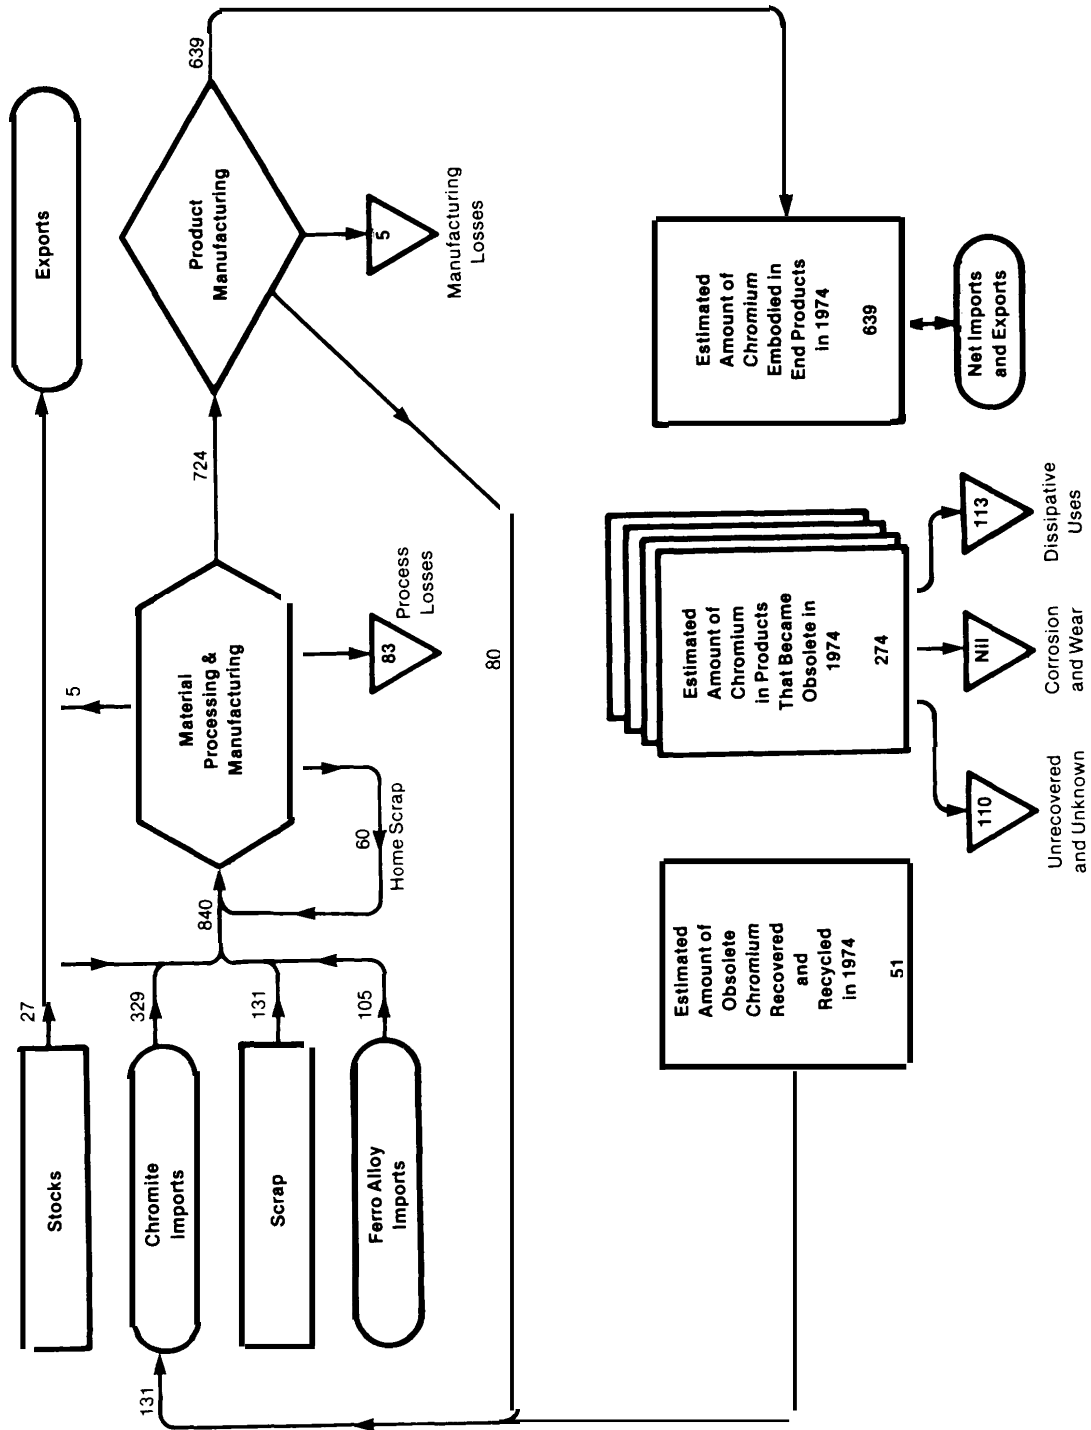 Stocks
27
Chromite
Imports
329
131
Scrap
131
Ferro Alloy
Imports
105
840
Material
Processing &
Manufacturing
5
60
Home Scrap
83
Process
Losses
724
Exports
Product
Manufacturing
639
5
Manufacturing
Losses
80
Estimated
Amount of
Obsolete
Chromium
Recovered
and
Recycled
in 1974
51
Estimated
Amount of
Chromium
in Products
That Became
Obsolete in
1974
274
110
Unrecovered
and Unknown
Nil
Corrosion
and Wear
113
Dissipative
Uses
Estimated
Amount of
Chromium
Embodied in
End Products
in 1974
639
Net Imports
and Exports